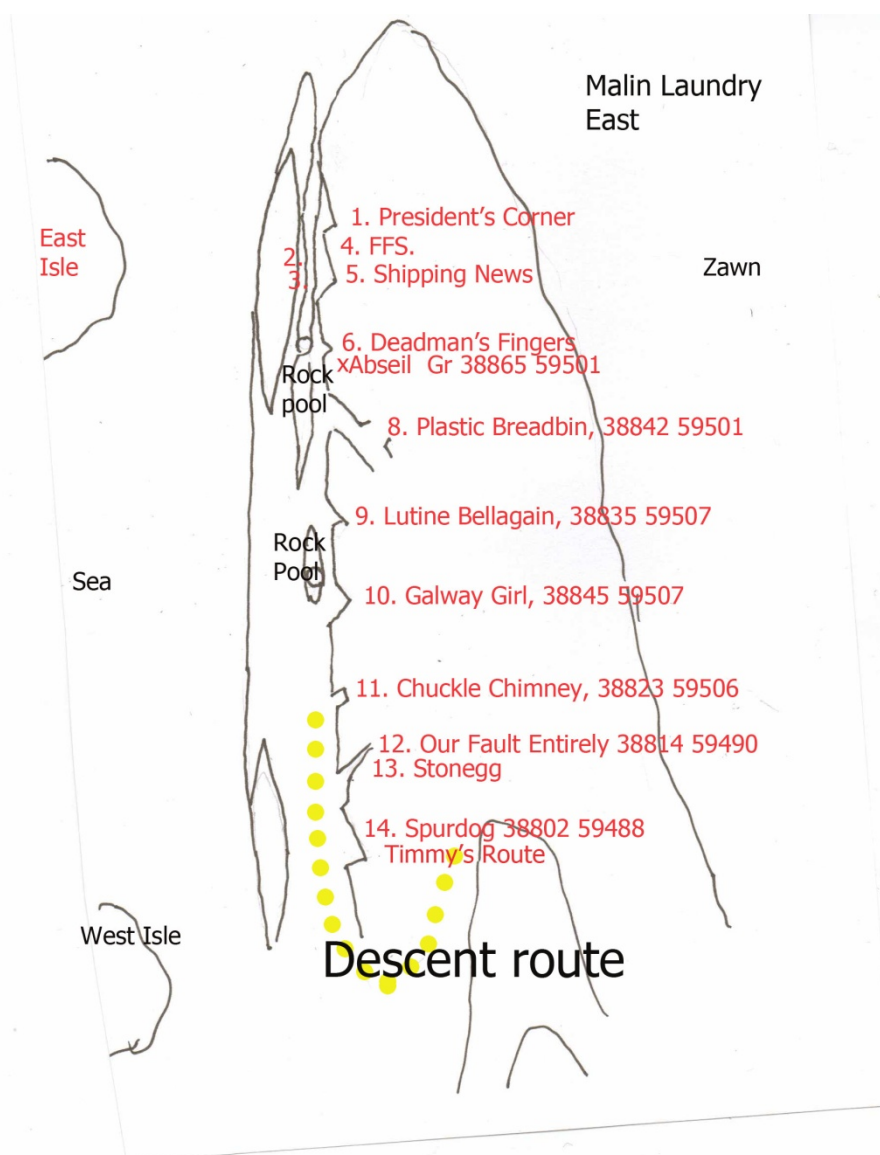 Malin Laundry
East
1. President's Corner
East
Isle
2.
4. FFS.
3.
5. Shipping News
Zawn
6. Deadman's Fingers
xAbseil Gr 38865 59501
Rock
pool
8. Plastic Breadbin, 38842 59501
9. Lutine Bellagain, 38835 59507
Rock
Pool
Sea
10. Galway Girl, 38845 59507
11. Chuckle Chimney, 38823 59506
12. Our Fault Entirely 38814 59490
13. Stonegg
14. Spurdog 38802 59488
Timmy's Route
West Isle
Descent route